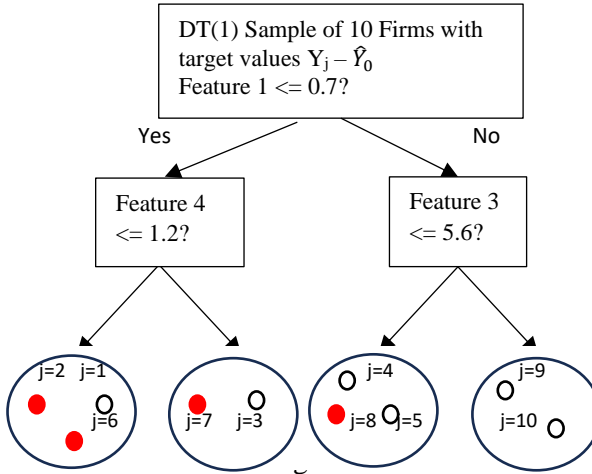 DT(1) Sample of 10 Firms with
target values Yj – Ŷ0
Feature 1 <= 0.7?
Yes
No
Feature 4
<= 1.2?
Feature 3
<= 5.6?
j=2 j=1
j=6
j=7 j=3
j=4
j=8 j=5
j=9
j=10